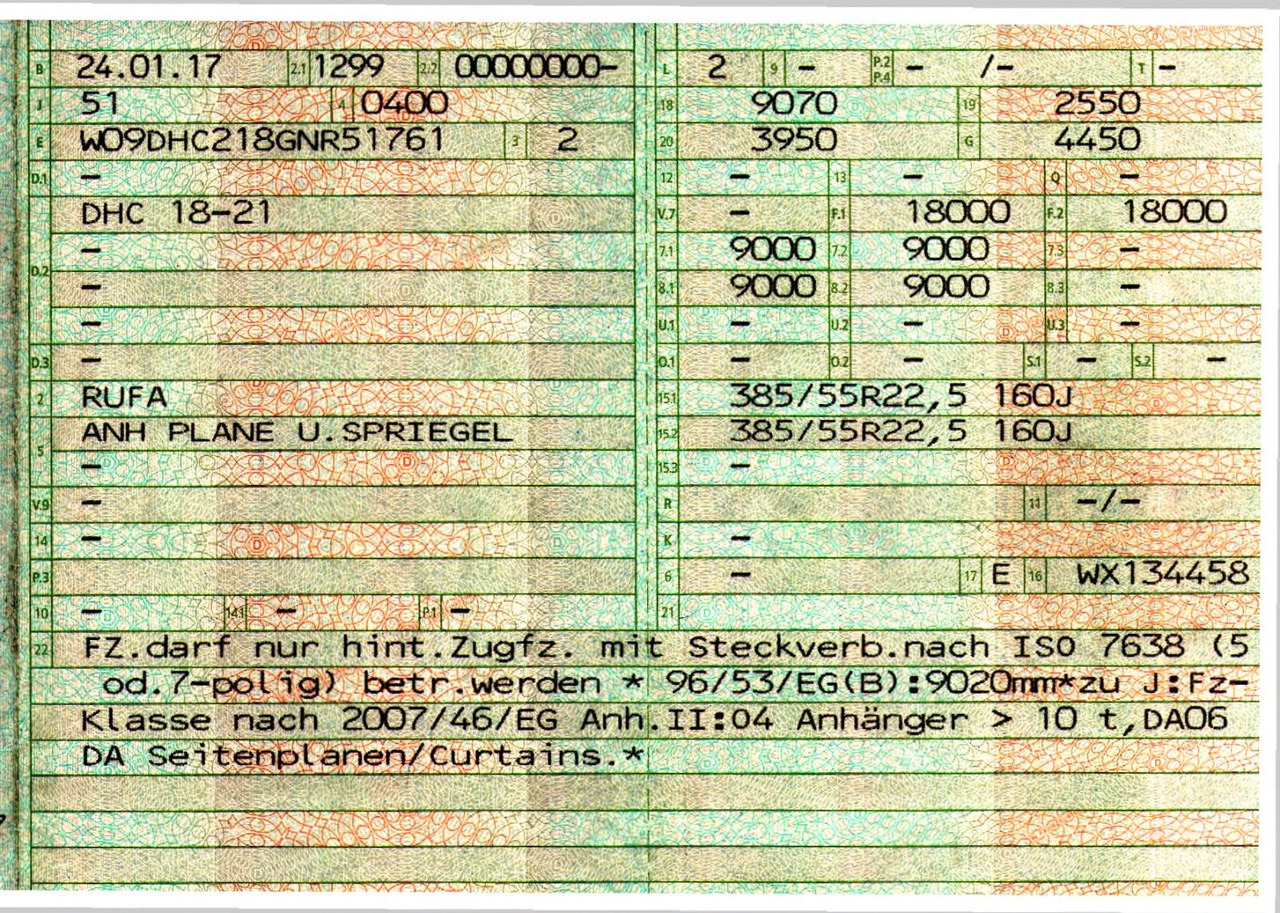 B 24.01.17 2.1 1299 2.2 00000000– L 2 9 – P.2 P.4 – /– T –
J 51 4 0400 18 9070 19 2550
E W09DHC218GNR51761 3 2 20 3950 G 4450
D.1 – 12 – 13 – Q –
DHC 18–21 V.7 – F.1 18000 F.2 18000
D.2 – 7.1 9000 7.2 9000 7.3 –
– 8.1 9000 8.2 9000 8.3 –
– U.1 – U.2 – U.3 –
D.3 – O.1 – O.2 – S.1 – S.2 –
2 RUFA 15.1 385/55R22,5 160J
5 ANH PLANE U.SPRIEGEL 15.2 385/55R22,5 160J
– 15.3 –
V.9 – R 11 –/–
14 – K –
P.3 6 – 17 E 16 WX134458
10 – 14.1 – P.1 – 21
22 FZ.darf nur hint.Zugfz. mit Steckverb.nach ISO 7638 (5
od.7–polig) betr.werden * 96/53/EG(B):9020mm*zu J:Fz–
Klasse nach 2007/46/EG Anh.II:04 Anhänger > 10 t,DA06
DA Seitenplanen/Curtains.*